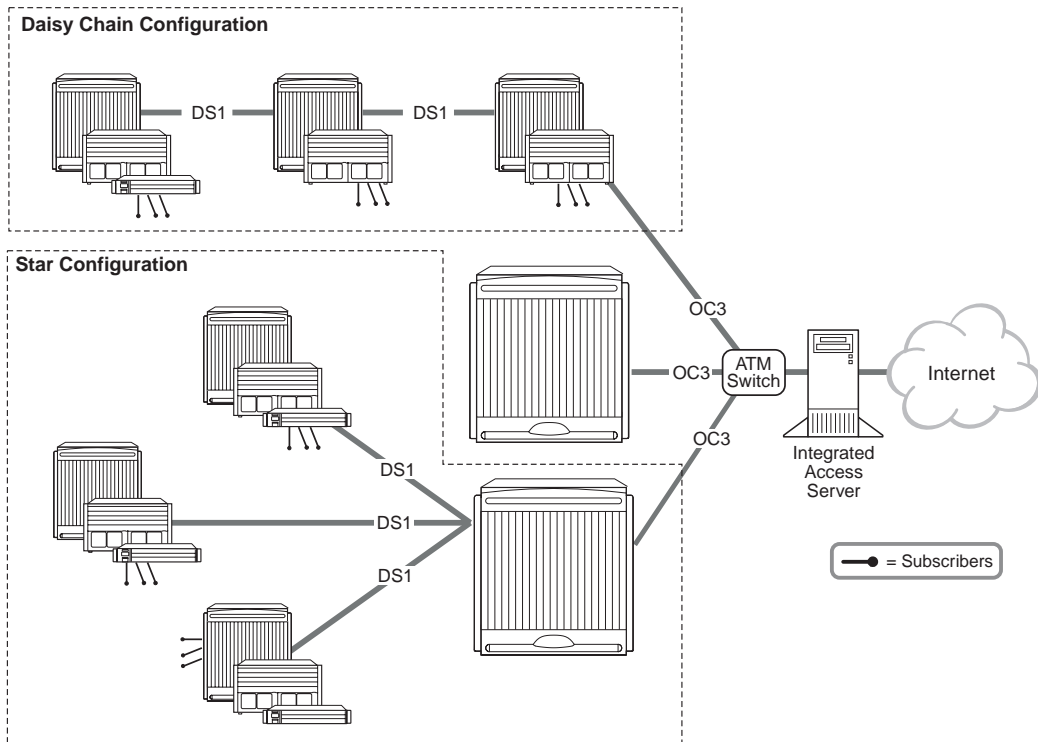 Daisy Chain Configuration
DS1
DS1
Star Configuration
OC3
OC3
ATM
Switch
Internet
OC3
Integrated
Access
Server
DS1
DS1
DS1
= Subscribers